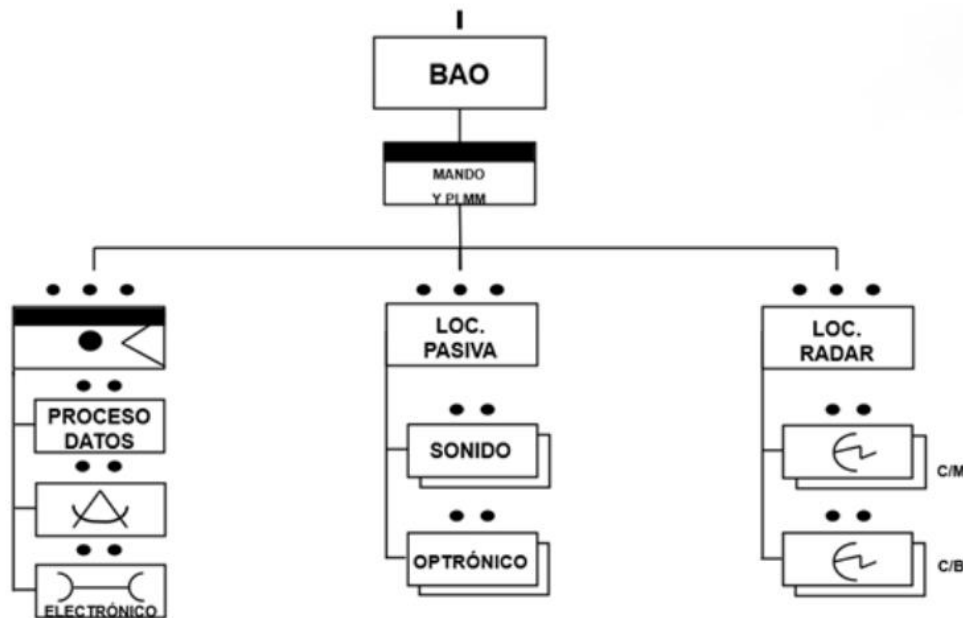 BAO
MANDO
Y PLMM
LOC.
PASIVA
LOC.
RADAR
PROCESO
DATOS
SONIDO
C/M
OPTRÓNICO
C/B
ELECTRÓNICO